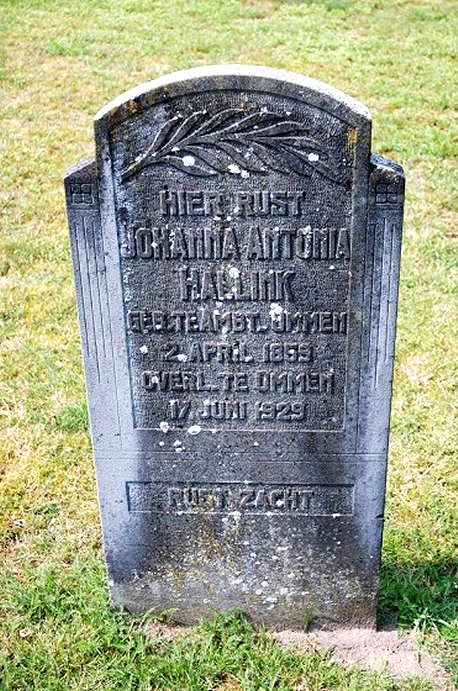 HIER RUST
JOHANNA ANTONIA
HALLINK
GEB. TE AMBT. OMMEN
2 APRIL 1859
OVERL. TE OMMEN
17 JUNI 1929
RUST ZACHT